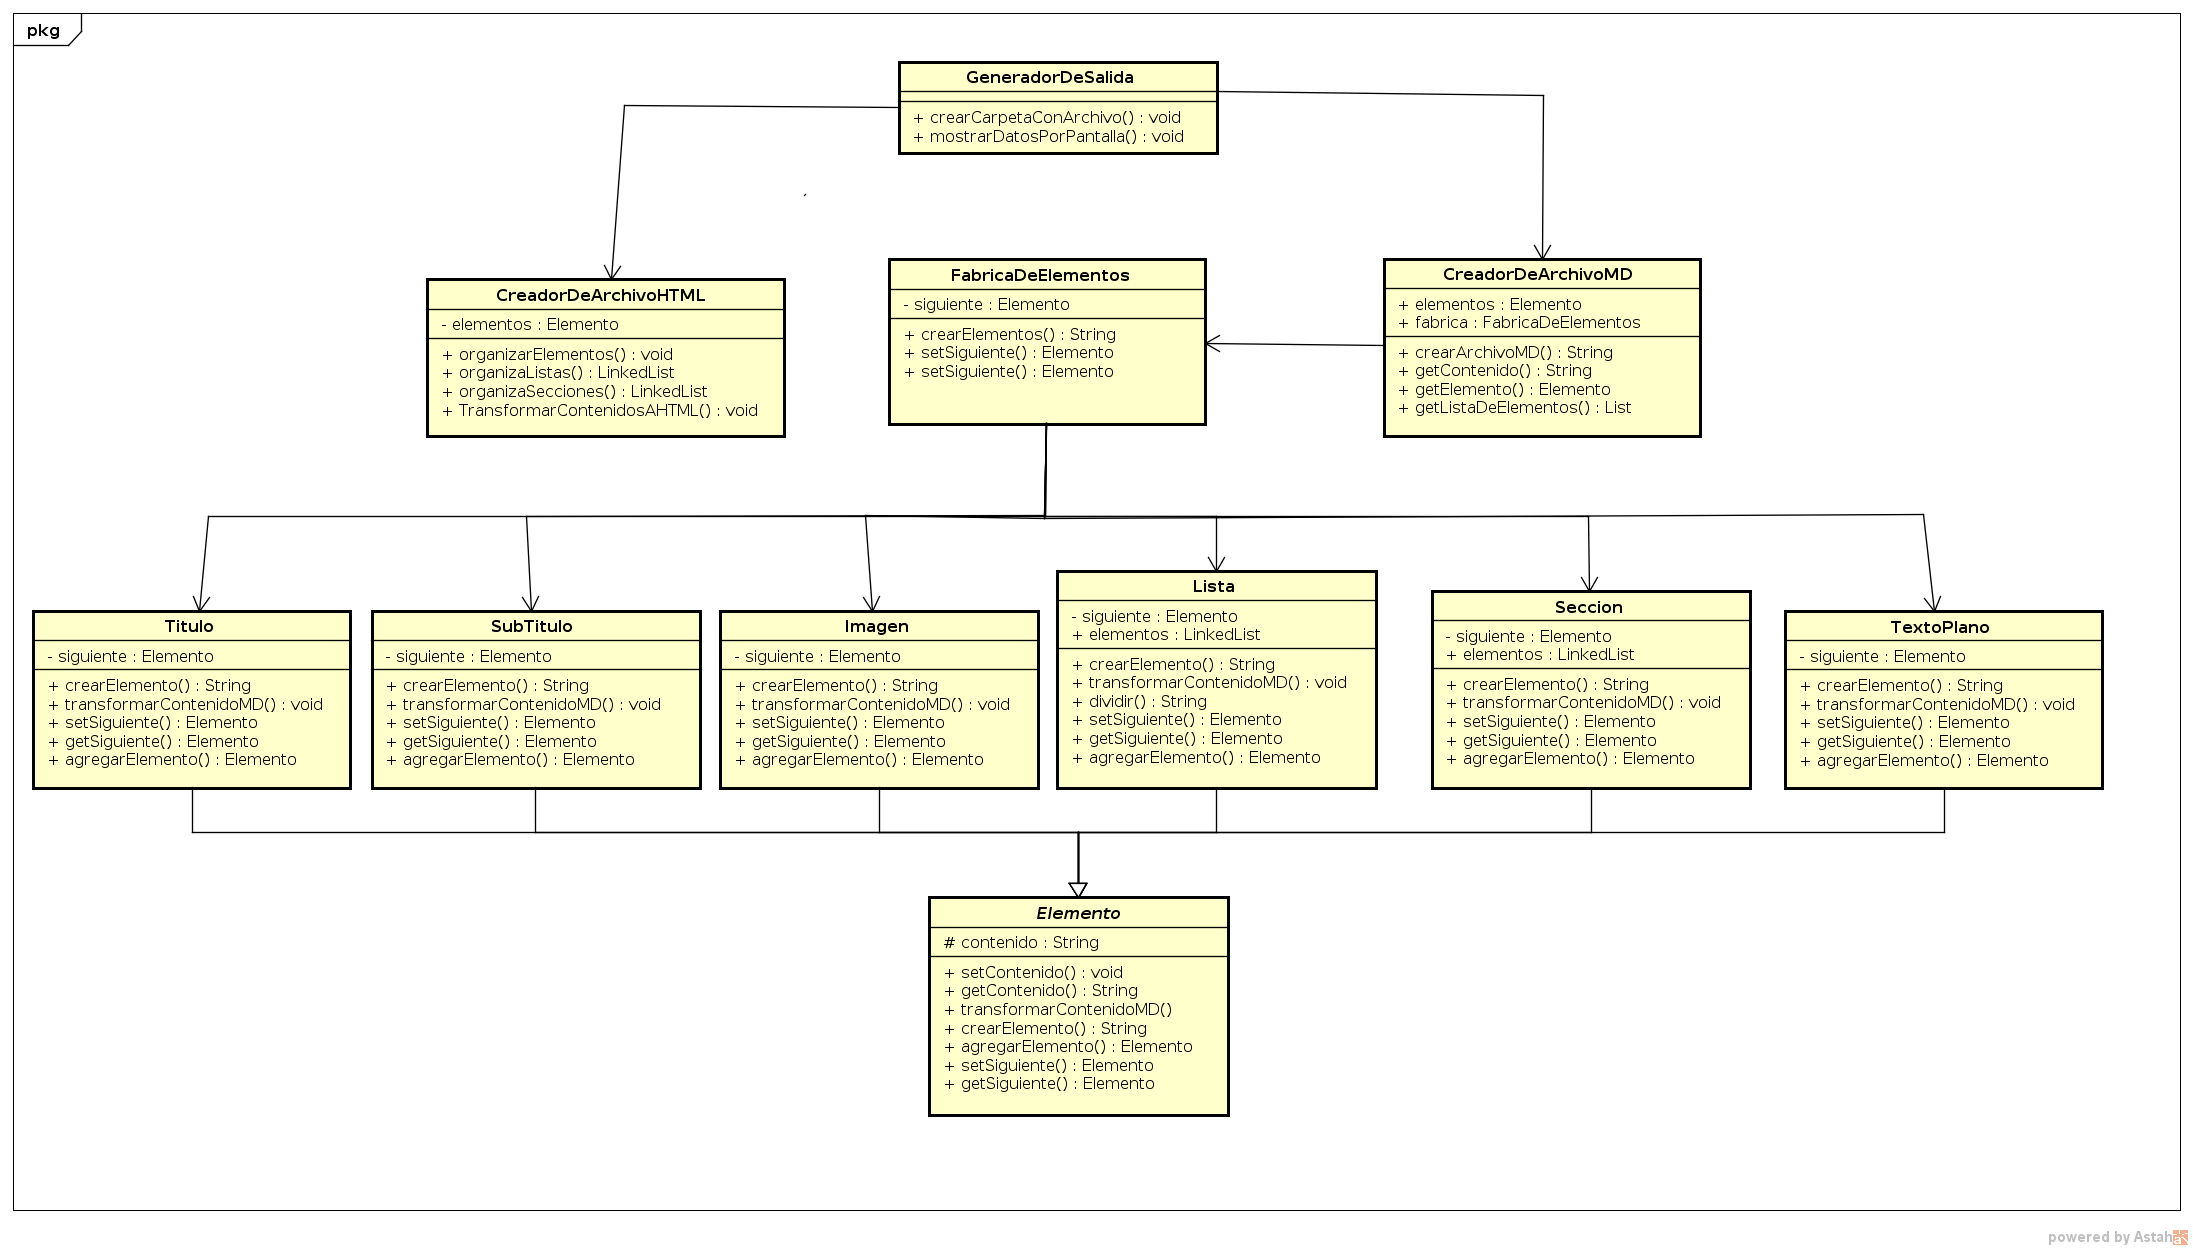 pkg
GeneradorDeSalida
+ crearCarpetaConArchivo() : void
+ mostrarDatosPorPantalla() : void
CreadorDeArchivoHTML
- elementos : Elemento
+ organizarElementos() : void
+ organizaListas() : LinkedList
+ organizaSecciones() : LinkedList
+ TransformarContenidosAHTML() : void
FabricaDeElementos
- siguiente : Elemento
+ crearElementos() : String
+ setSiguiente() : Elemento
+ setSiguiente() : Elemento
CreadorDeArchivoMD
+ elementos : Elemento
+ fabrica : FabricaDeElementos
+ crearArchivoMD() : String
+ getContenido() : String
+ getElemento() : Elemento
+ getListaDeElementos() : List
Titulo
- siguiente : Elemento
+ crearElemento() : String
+ transformarContenidoMD() : void
+ setSiguiente() : Elemento
+ getSiguiente() : Elemento
+ agregarElemento() : Elemento
SubTitulo
- siguiente : Elemento
+ crearElemento() : String
+ transformarContenidoMD() : void
+ setSiguiente() : Elemento
+ getSiguiente() : Elemento
+ agregarElemento() : Elemento
Imagen
- siguiente : Elemento
+ crearElemento() : String
+ transformarContenidoMD() : void
+ setSiguiente() : Elemento
+ getSiguiente() : Elemento
+ agregarElemento() : Elemento
Lista
- siguiente : Elemento
+ elementos : LinkedList
+ crearElemento() : String
+ transformarContenidoMD() : void
+ dividir() : String
+ setSiguiente() : Elemento
+ getSiguiente() : Elemento
+ agregarElemento() : Elemento
Seccion
- siguiente : Elemento
+ elementos : LinkedList
+ crearElemento() : String
+ transformarContenidoMD() : void
+ setSiguiente() : Elemento
+ getSiguiente() : Elemento
+ agregarElemento() : Elemento
TextoPlano
- siguiente : Elemento
+ crearElemento() : String
+ transformarContenidoMD() : void
+ setSiguiente() : Elemento
+ getSiguiente() : Elemento
+ agregarElemento() : Elemento
Elemento
# contenido : String
+ setContenido() : void
+ getContenido() : String
+ transformarContenidoMD()
+ crearElemento() : String
+ agregarElemento() : Elemento
+ setSiguiente() : Elemento
+ getSiguiente() : Elemento
powered by Astah